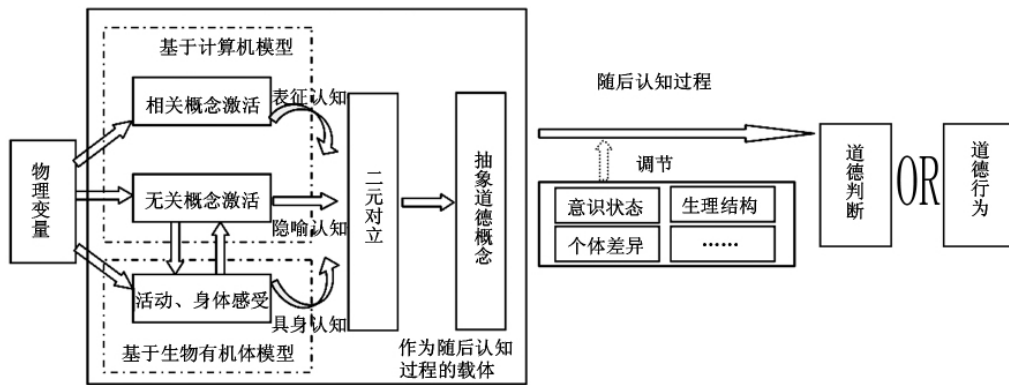 基于计算机模型
相关概念激活
表征认知
物理变量
无关概念激活
隐喻认知
活动、身体感受
具身认知
基于生物有机体模型
二元对立
抽象道德概念
作为随后认知
过程的载体
随后认知过程
调节
意识状态
生理结构
个体差异
……
道德判断
OR
道德行为